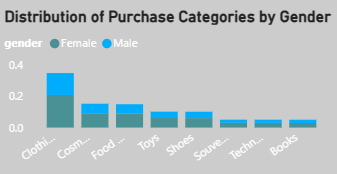 Distribution of Purchase Categories by Gender
gender Female Male
0.4
0.2
0.0
Clothi... Cosm... Food ... Toys Shoes Souve... Techn... Books